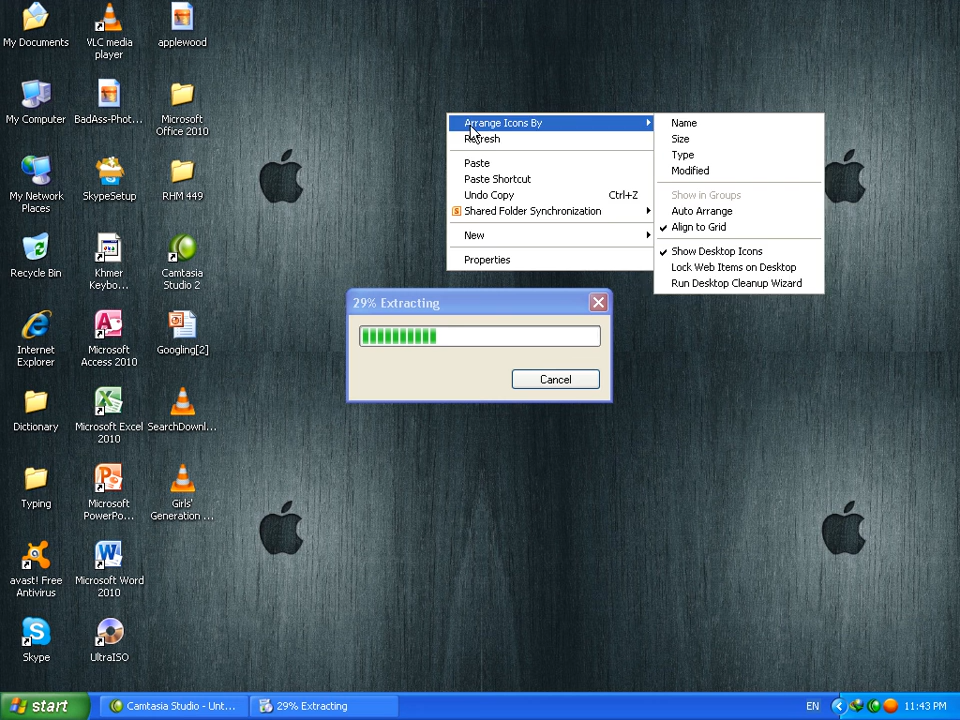 My Documents
VLC media
player
applewood
My Computer
BadAss-Phot...
Microsoft
Office 2010
My Network
Places
SkypeSetup
RHM 449
Recycle Bin
Khmer
Keybo...
Camtasia
Studio 2
Internet
Explorer
Microsoft
Access 2010
Googling[2]
Dictionary
Microsoft Excel
2010
SearchDownl...
Typing
Microsoft
PowerPo...
Girls'
Generation ...
avast! Free
Antivirus
Microsoft Word
2010
Skype
UltraISO
Arrange Icons By
Refresh
Paste
Paste Shortcut
Undo Copy Ctrl+Z
Shared Folder Synchronization
New
Properties
Name
Size
Type
Modified
Show in Groups
Auto Arrange
Align to Grid
Show Desktop Icons
Lock Web Items on Desktop
Run Desktop Cleanup Wizard
29% Extracting
Cancel
start
Camtasia Studio - Unt...
29% Extracting
EN
11:43 PM